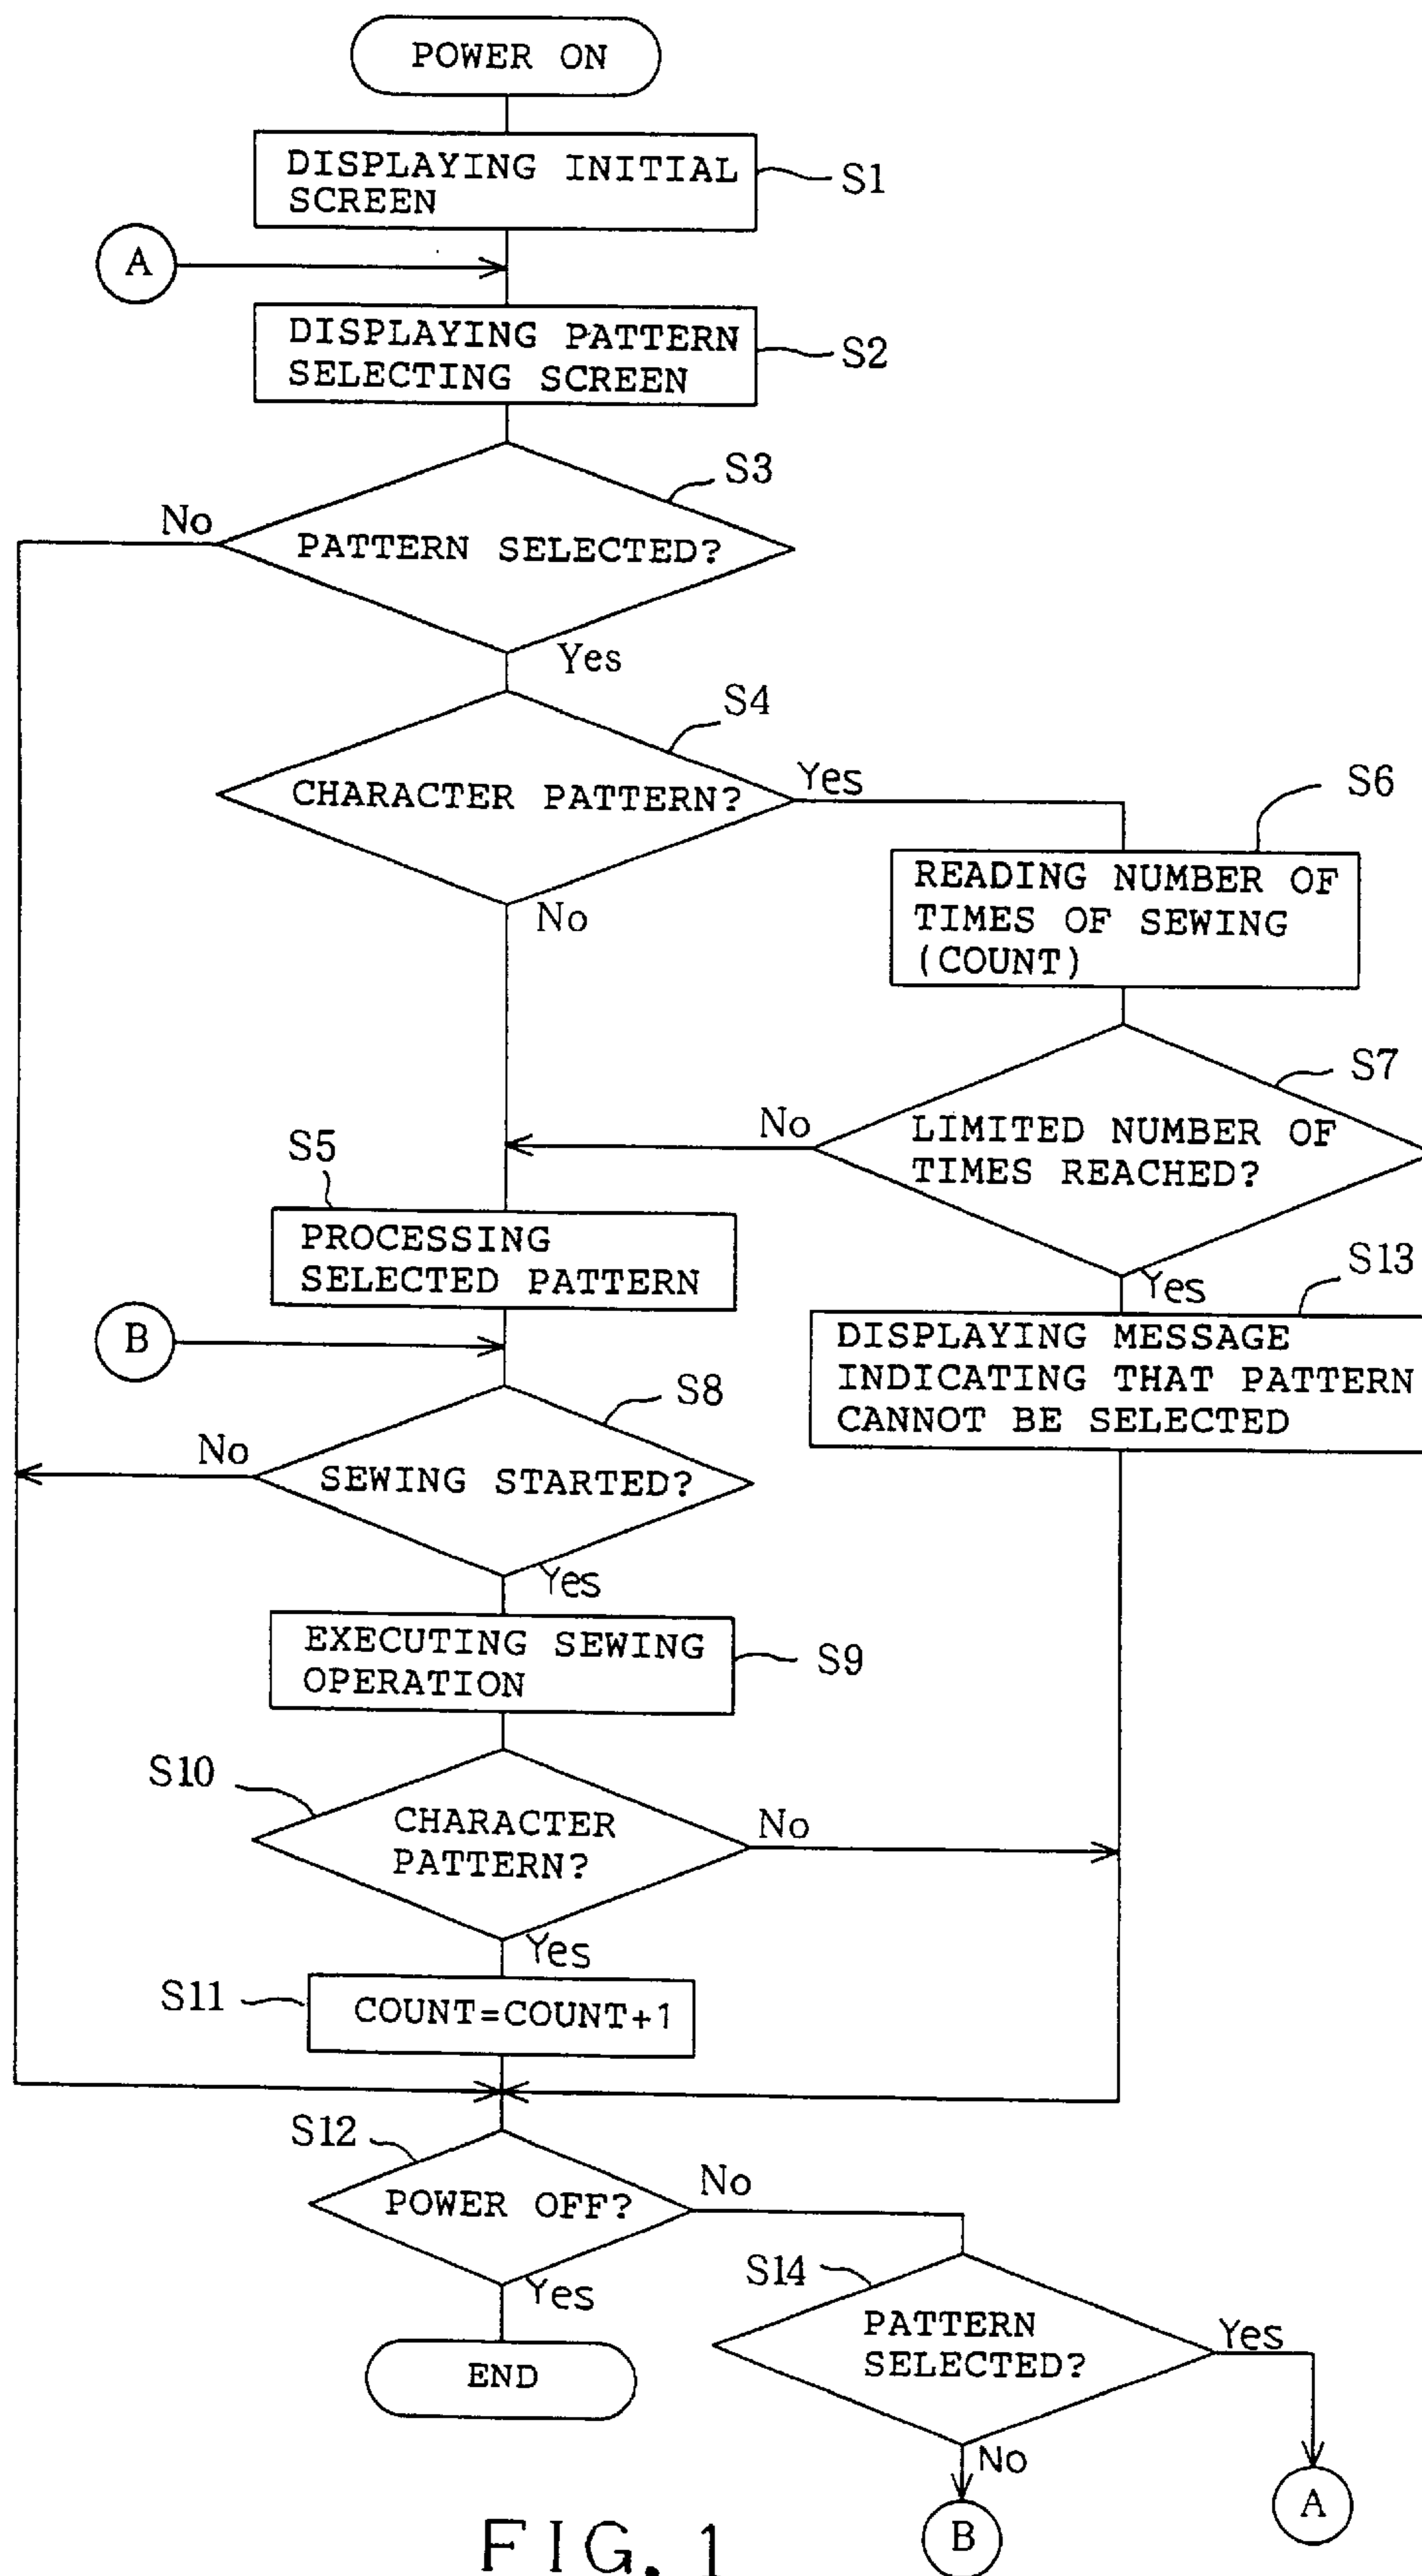 POWER ON
DISPLAYING INITIAL
SCREEN
S1
A
DISPLAYING PATTERN
SELECTING SCREEN
S2
S3
No
PATTERN SELECTED?
Yes
S4
CHARACTER PATTERN?
Yes
S6
No
READING NUMBER OF
TIMES OF SEWING
(COUNT)
S7
No
LIMITED NUMBER OF
TIMES REACHED?
S5
PROCESSING
SELECTED PATTERN
Yes
S13
B
DISPLAYING MESSAGE
INDICATING THAT PATTERN
CANNOT BE SELECTED
S8
No
SEWING STARTED?
Yes
EXECUTING SEWING
OPERATION
S9
S10
CHARACTER
PATTERN?
No
Yes
S11
COUNT=COUNT+1
S12
POWER OFF?
No
Yes
S14
PATTERN
SELECTED?
Yes
END
No
A
B
FIG. 1